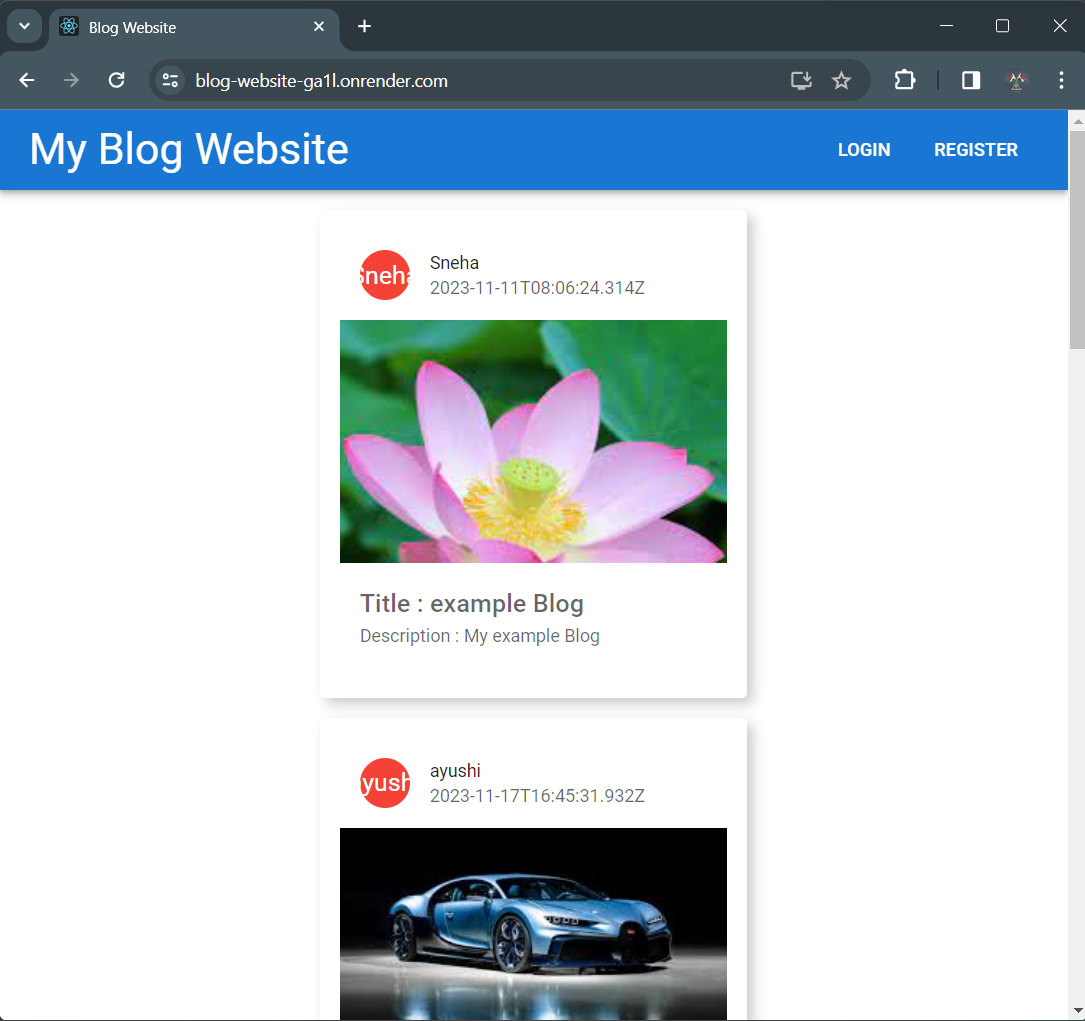 Blog Website
blog-website-ga1l.onrender.com
My Blog Website
LOGIN
REGISTER
Sneha
Sneha
2023-11-11T08:06:24.314Z
Title : example Blog
Description : My example Blog
yush
ayushi
2023-11-17T16:45:31.932Z